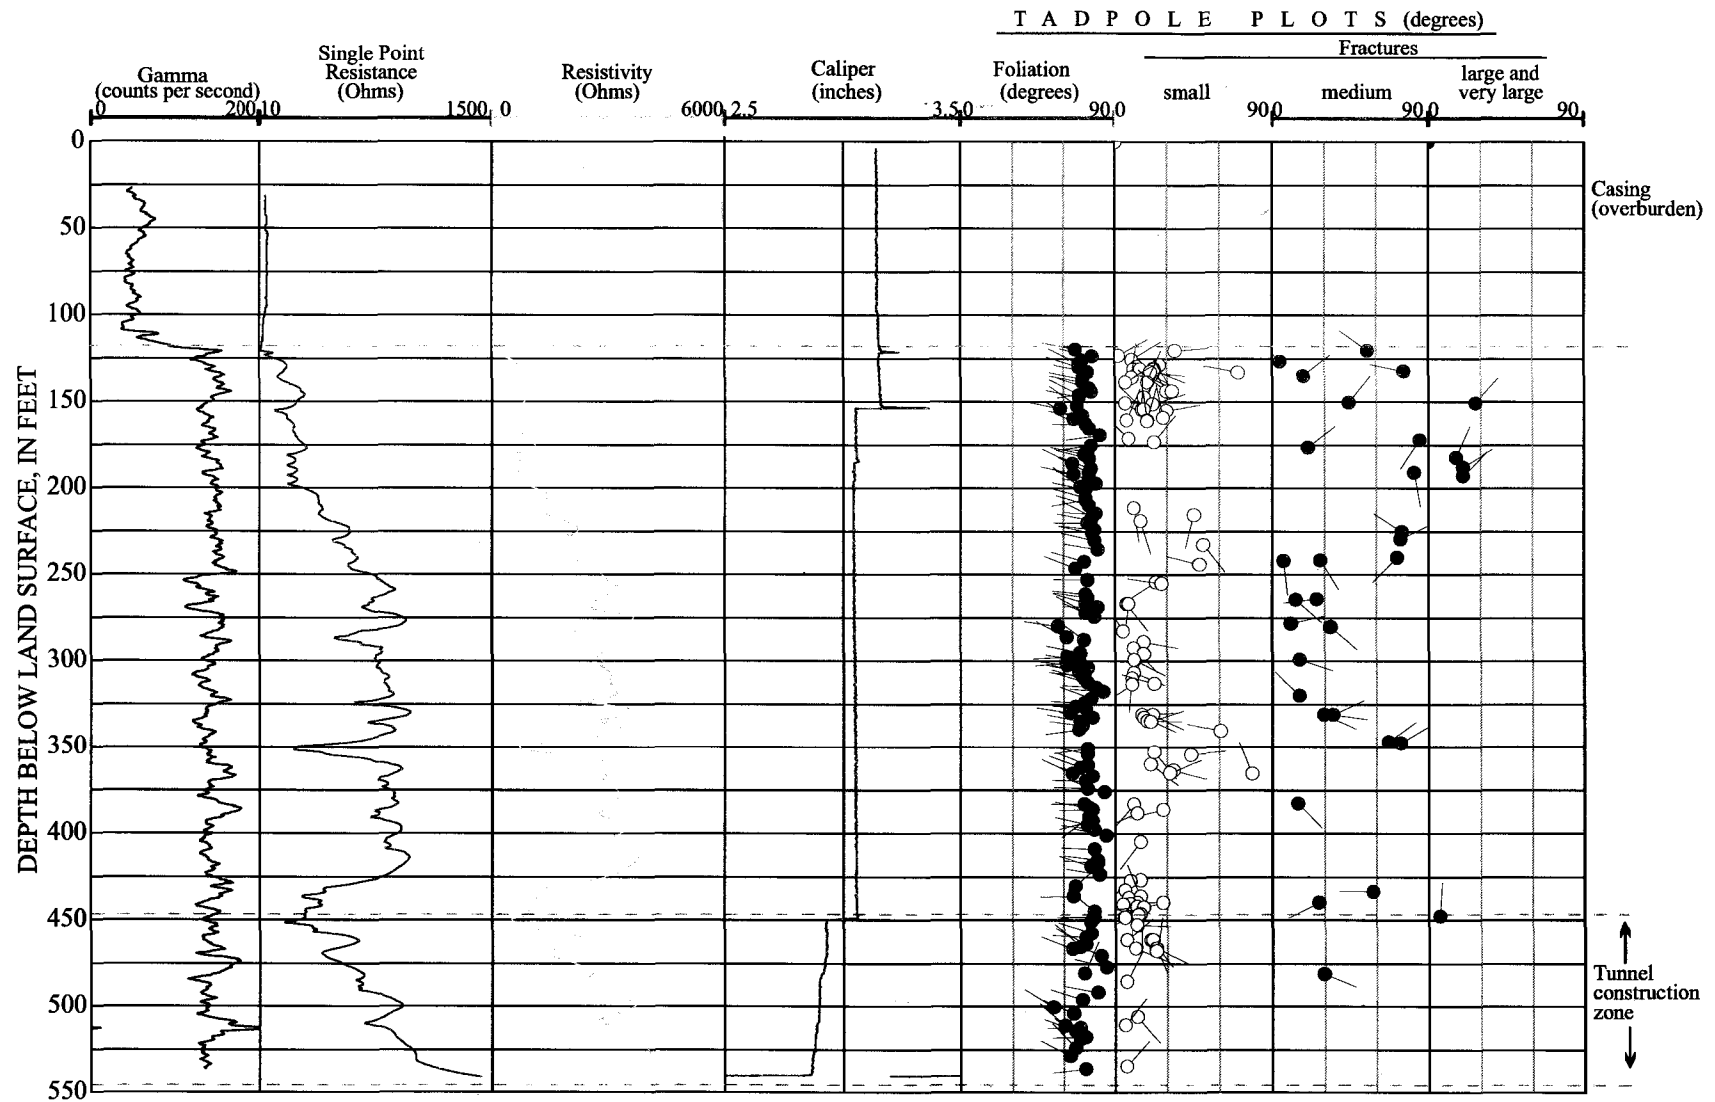 T A D P O L E P L O T S (degrees)
Fractures
Gamma
(counts per second)
Single Point
Resistance
(Ohms)
Resistivity
(Ohms)
Caliper
(inches)
Foliation
(degrees)
small
medium
large and
very large
0 200 10 1500 0 6000 2.5 3.5 0 90 0 90 0 90 0 90
0
50
100
150
200
250
300
350
400
450
500
550
DEPTH BELOW LAND SURFACE, IN FEET
Casing
(overburden)
Tunnel
construction
zone